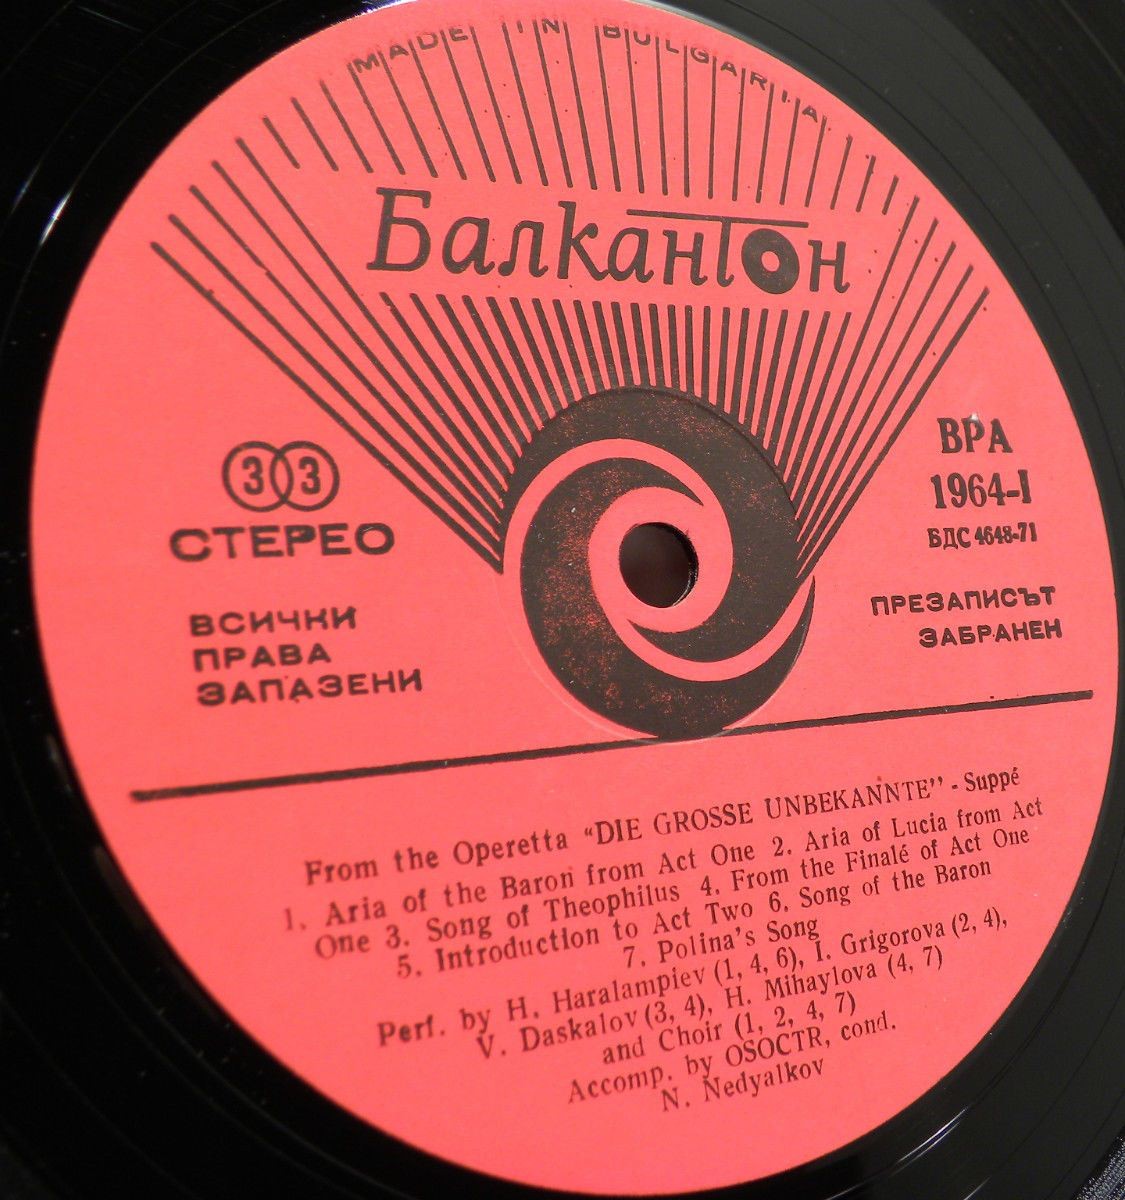 MADE IN BULGARIA
Балкантон
33
СТЕРЕО
ВСИЧКИ
ПРАВА
ЗАПАЗЕНИ
ВРА
1964-I
БДС 4648-71
ПРЕЗАПИСЪТ
ЗАБРАНЕН
From the Operetta “DIE GROSSE UNBEKANNTE” - Suppé
1. Aria of the Baron from Act One 2. Aria of Lucia from Act
One 3. Song of Theophilus 4. From the Finalé of Act One
5. Introduction to Act Two 6. Song of the Baron
7. Polina's Song
Perf. by H. Haralampiev (1, 4, 6), I. Grigorova (2, 4),
V. Daskalov (3, 4), H. Mihaylova (4, 7)
and Choir (1, 2, 4, 7)
Accomp. by OSOCTR, cond.
N. Nedyalkov